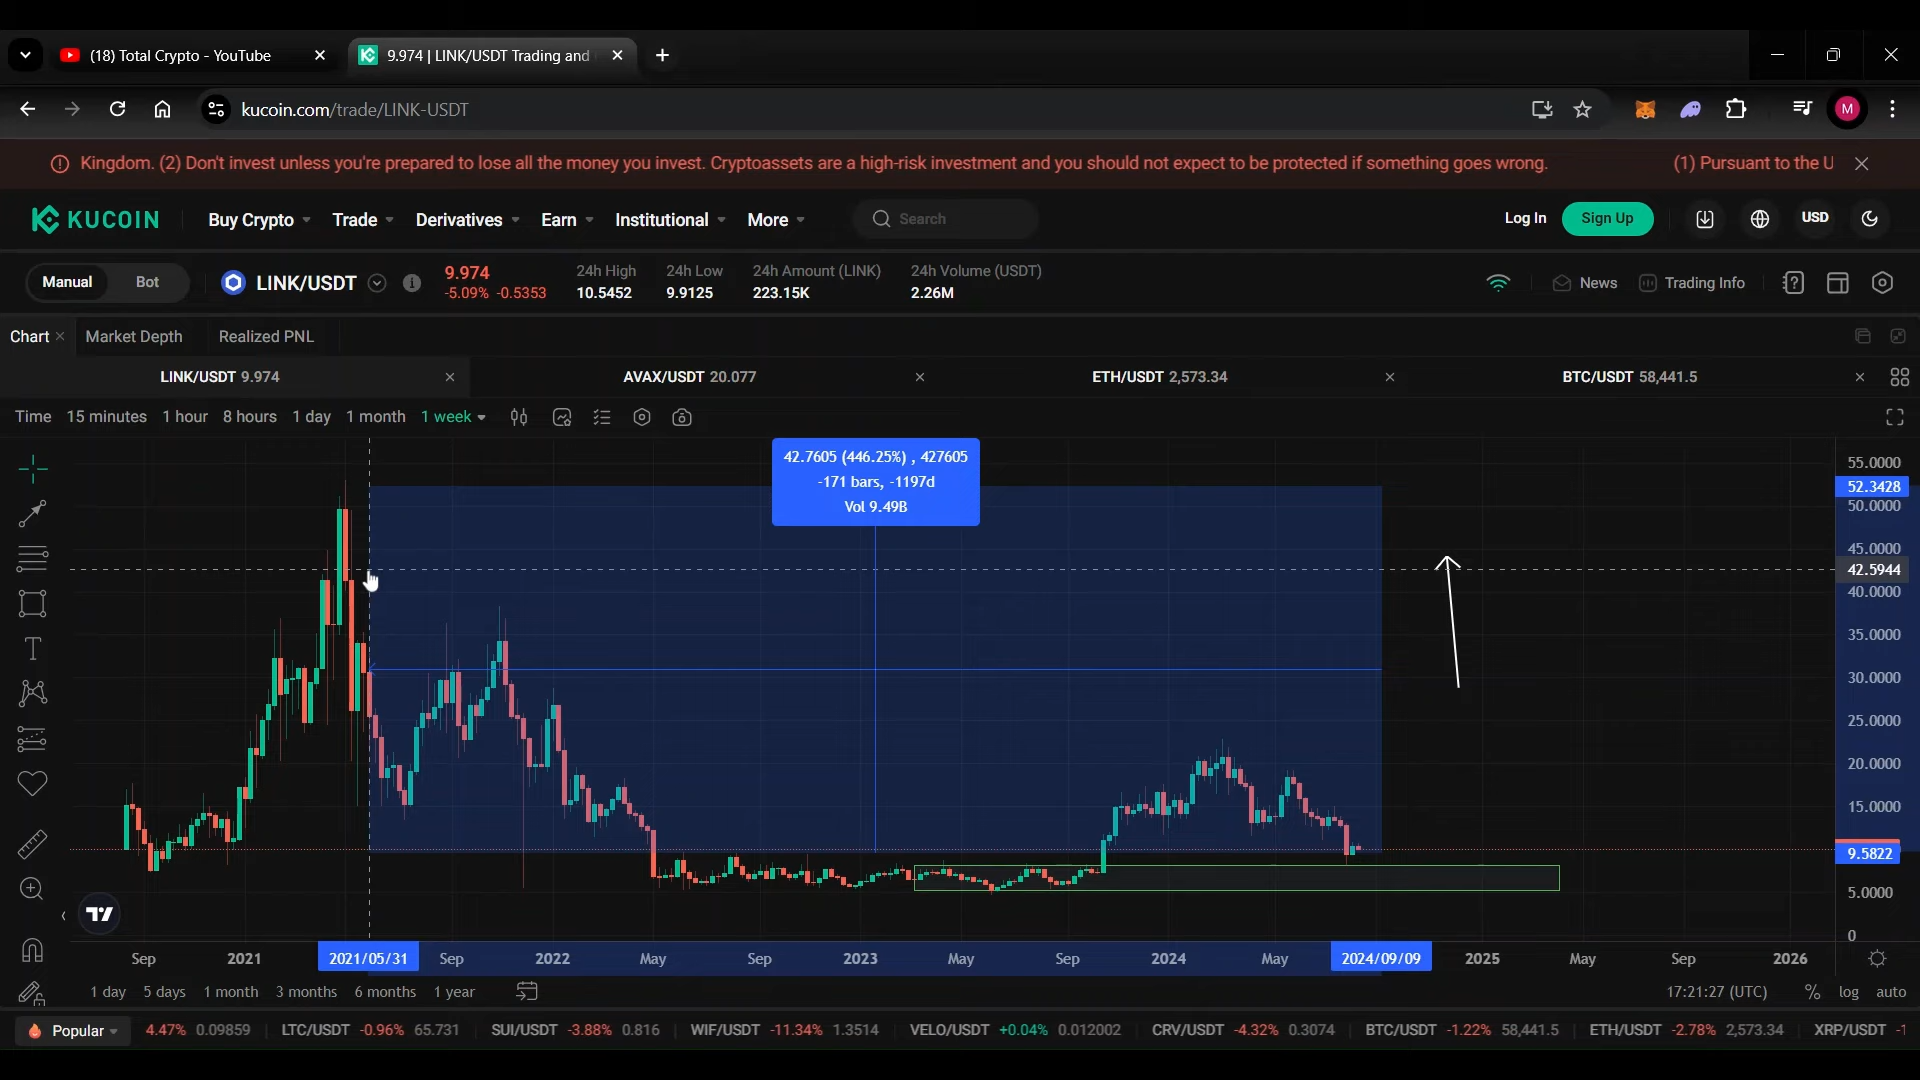 (18) Total Crypto - YouTube
9.974 | LINK/USDT Trading and
kucoin.com/trade/LINK-USDT
Kingdom. (2) Don't invest unless you're prepared to lose all the money you invest. Cryptoassets are a high-risk investment and you should not expect to be protected if something goes wrong. (1) Pursuant to the U
KUCOIN Buy Crypto Trade Derivatives Earn Institutional More Search Log In Sign Up USD
Manual Bot LINK/USDT 9.974 -5.09% -0.5353 24h High 10.5452 24h Low 9.9125 24h Amount (LINK) 223.15K 24h Volume (USDT) 2.26M News Trading Info
Chart Market Depth Realized PNL
LINK/USDT 9.974 AVAX/USDT 20.077 ETH/USDT 2,573.34 BTC/USDT 58,441.5
Time 15 minutes 1 hour 8 hours 1 day 1 month 1 week
42.7605 (446.25%) , 427605
-171 bars, -1197d
Vol 9.49B
55.0000
52.3428
50.0000
45.0000
42.5944
40.0000
35.0000
30.0000
25.0000
20.0000
15.0000
9.5822
5.0000
0
Sep 2021 2021/05/31 Sep 2022 May Sep 2023 May Sep 2024 May 2024/09/09 2025 May Sep 2026
1 day 5 days 1 month 3 months 6 months 1 year 17:21:27 (UTC) % log auto
Popular 4.47% 0.09859 LTC/USDT -0.96% 65.731 SUI/USDT -3.88% 0.816 WIF/USDT -11.34% 1.3514 VELO/USDT +0.04% 0.012002 CRV/USDT -4.32% 0.3074 BTC/USDT -1.22% 58,441.5 ETH/USDT -2.78% 2,573.34 XRP/USDT -1